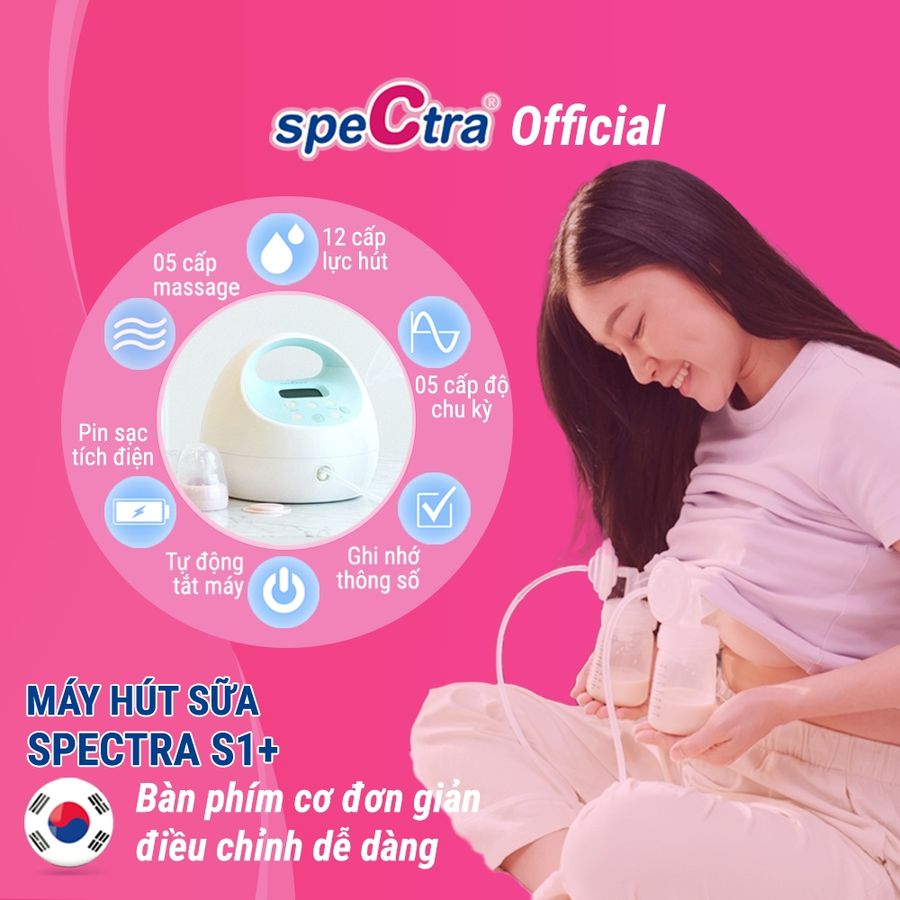 speCtra® Official
12 cấp
lực hút
05 cấp
massage
05 cấp độ
chu kỳ
Pin sạc
tích điện
Ghi nhớ
thông số
Tự động
tắt máy
MÁY HÚT SỮA
SPECTRA S1+
Bàn phím cơ đơn giản
điều chỉnh dễ dàng